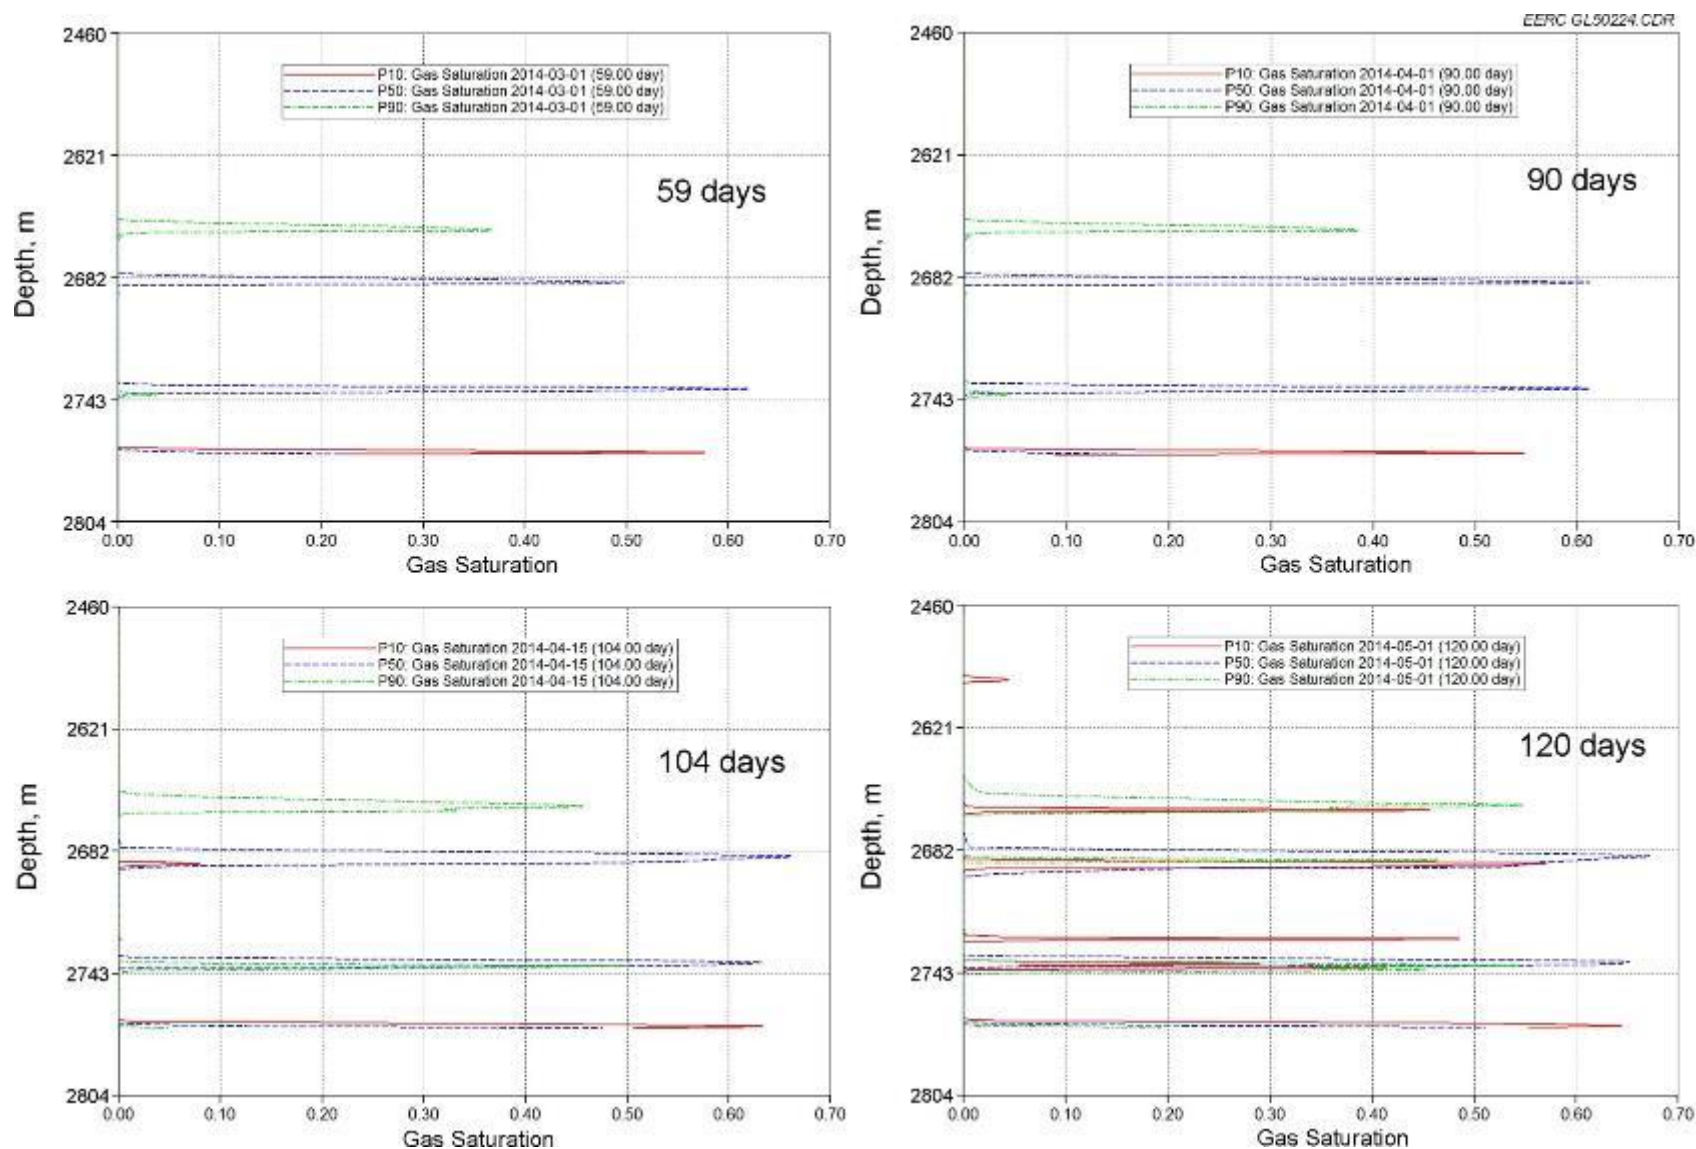 EERC GL50224.CDR
2460
P10: Gas Saturation 2014-03-01 (59.00 day)
P50: Gas Saturation 2014-03-01 (59.00 day)
P90: Gas Saturation 2014-03-01 (59.00 day)
2621
59 days
Depth, m
2682
2743
2804
0.00 0.10 0.20 0.30 0.40 0.50 0.60 0.70
Gas Saturation
2460
P10: Gas Saturation 2014-04-01 (90.00 day)
P50: Gas Saturation 2014-04-01 (90.00 day)
P90: Gas Saturation 2014-04-01 (90.00 day)
2621
90 days
Depth, m
2682
2743
2804
0.00 0.10 0.20 0.30 0.40 0.50 0.60 0.70
Gas Saturation
2460
P10: Gas Saturation 2014-04-15 (104.00 day)
P50: Gas Saturation 2014-04-15 (104.00 day)
P90: Gas Saturation 2014-04-15 (104.00 day)
2621
104 days
Depth, m
2682
2743
2804
0.00 0.10 0.20 0.30 0.40 0.50 0.60 0.70
Gas Saturation
2460
P10: Gas Saturation 2014-05-01 (120.00 day)
P50: Gas Saturation 2014-05-01 (120.00 day)
P90: Gas Saturation 2014-05-01 (120.00 day)
2621
120 days
Depth, m
2682
2743
2804
0.00 0.10 0.20 0.30 0.40 0.50 0.60 0.70
Gas Saturation